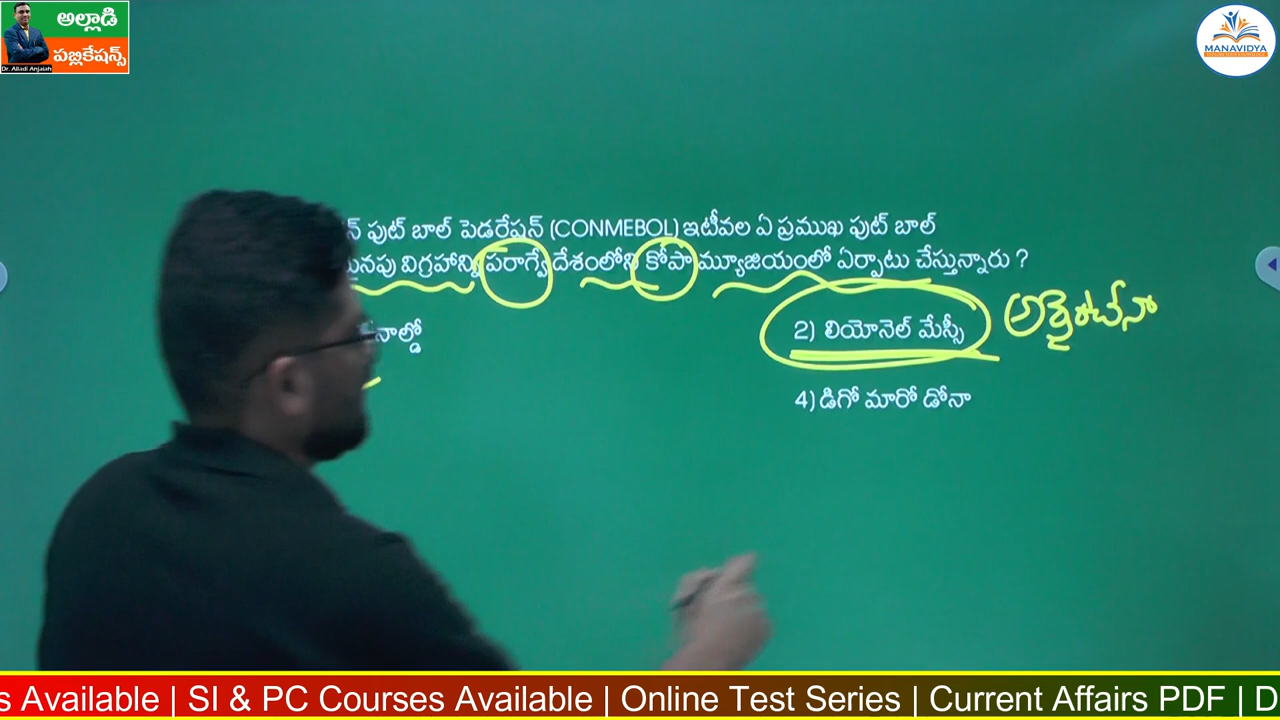 అల్లాడి
పబ్లికేషన్స్
Dr. Alladi Anjaiah
MANAVIDYA
ఫుట్ బాల్ పెడరేషన్ (CONMEBOL) ఇటీవల ఏ ప్రముఖ ఫుట్ బాల్
విగ్రహాన్ని పరాగ్వే దేశంలోని కోపా మ్యూజియంలో ఏర్పాటు చేస్తున్నారు ?
2) లియోనెల్ మేస్సీ
4) డిగో మారో డోనా
s Available | SI & PC Courses Available | Online Test Series | Current Affairs PDF | D